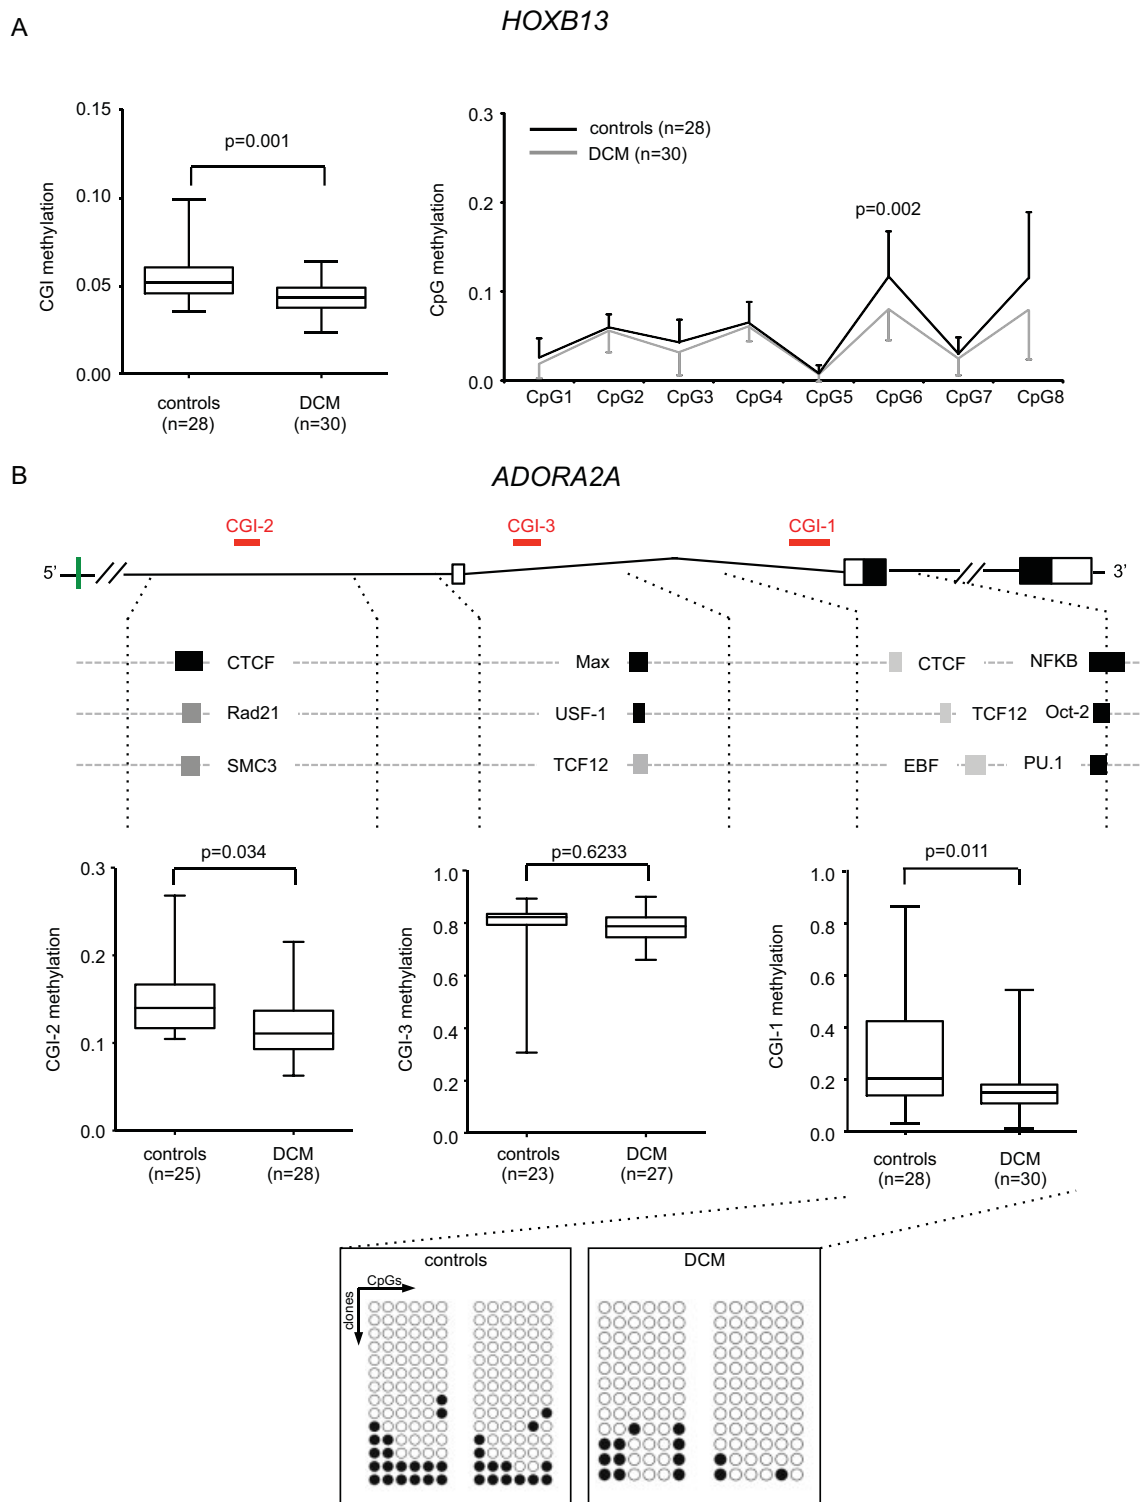 A
HOXB13
0.15
0.10
0.05
0.00
CGI methylation
p=0.001
controls
(n=28)
DCM
(n=30)
0.3
0.2
0.1
0.0
CpG methylation
controls (n=28)
DCM (n=30)
p=0.002
CpG1 CpG2 CpG3 CpG4 CpG5 CpG6 CpG7 CpG8
B
ADORA2A
CGI-2 CGI-3 CGI-1
5’ 3’
CTCF Max CTCF NFKB
Rad21 USF-1 TCF12 Oct-2
SMC3 TCF12 EBF PU.1
0.3
0.2
0.1
0.0
CGI-2 methylation
p=0.034
controls
(n=25)
DCM
(n=28)
1.0
0.8
0.6
0.4
0.2
0.0
CGI-3 methylation
p=0.6233
controls
(n=23)
DCM
(n=27)
1.0
0.8
0.6
0.4
0.2
0.0
CGI-1 methylation
p=0.011
controls
(n=28)
DCM
(n=30)
controls
CpGs
clones
DCM